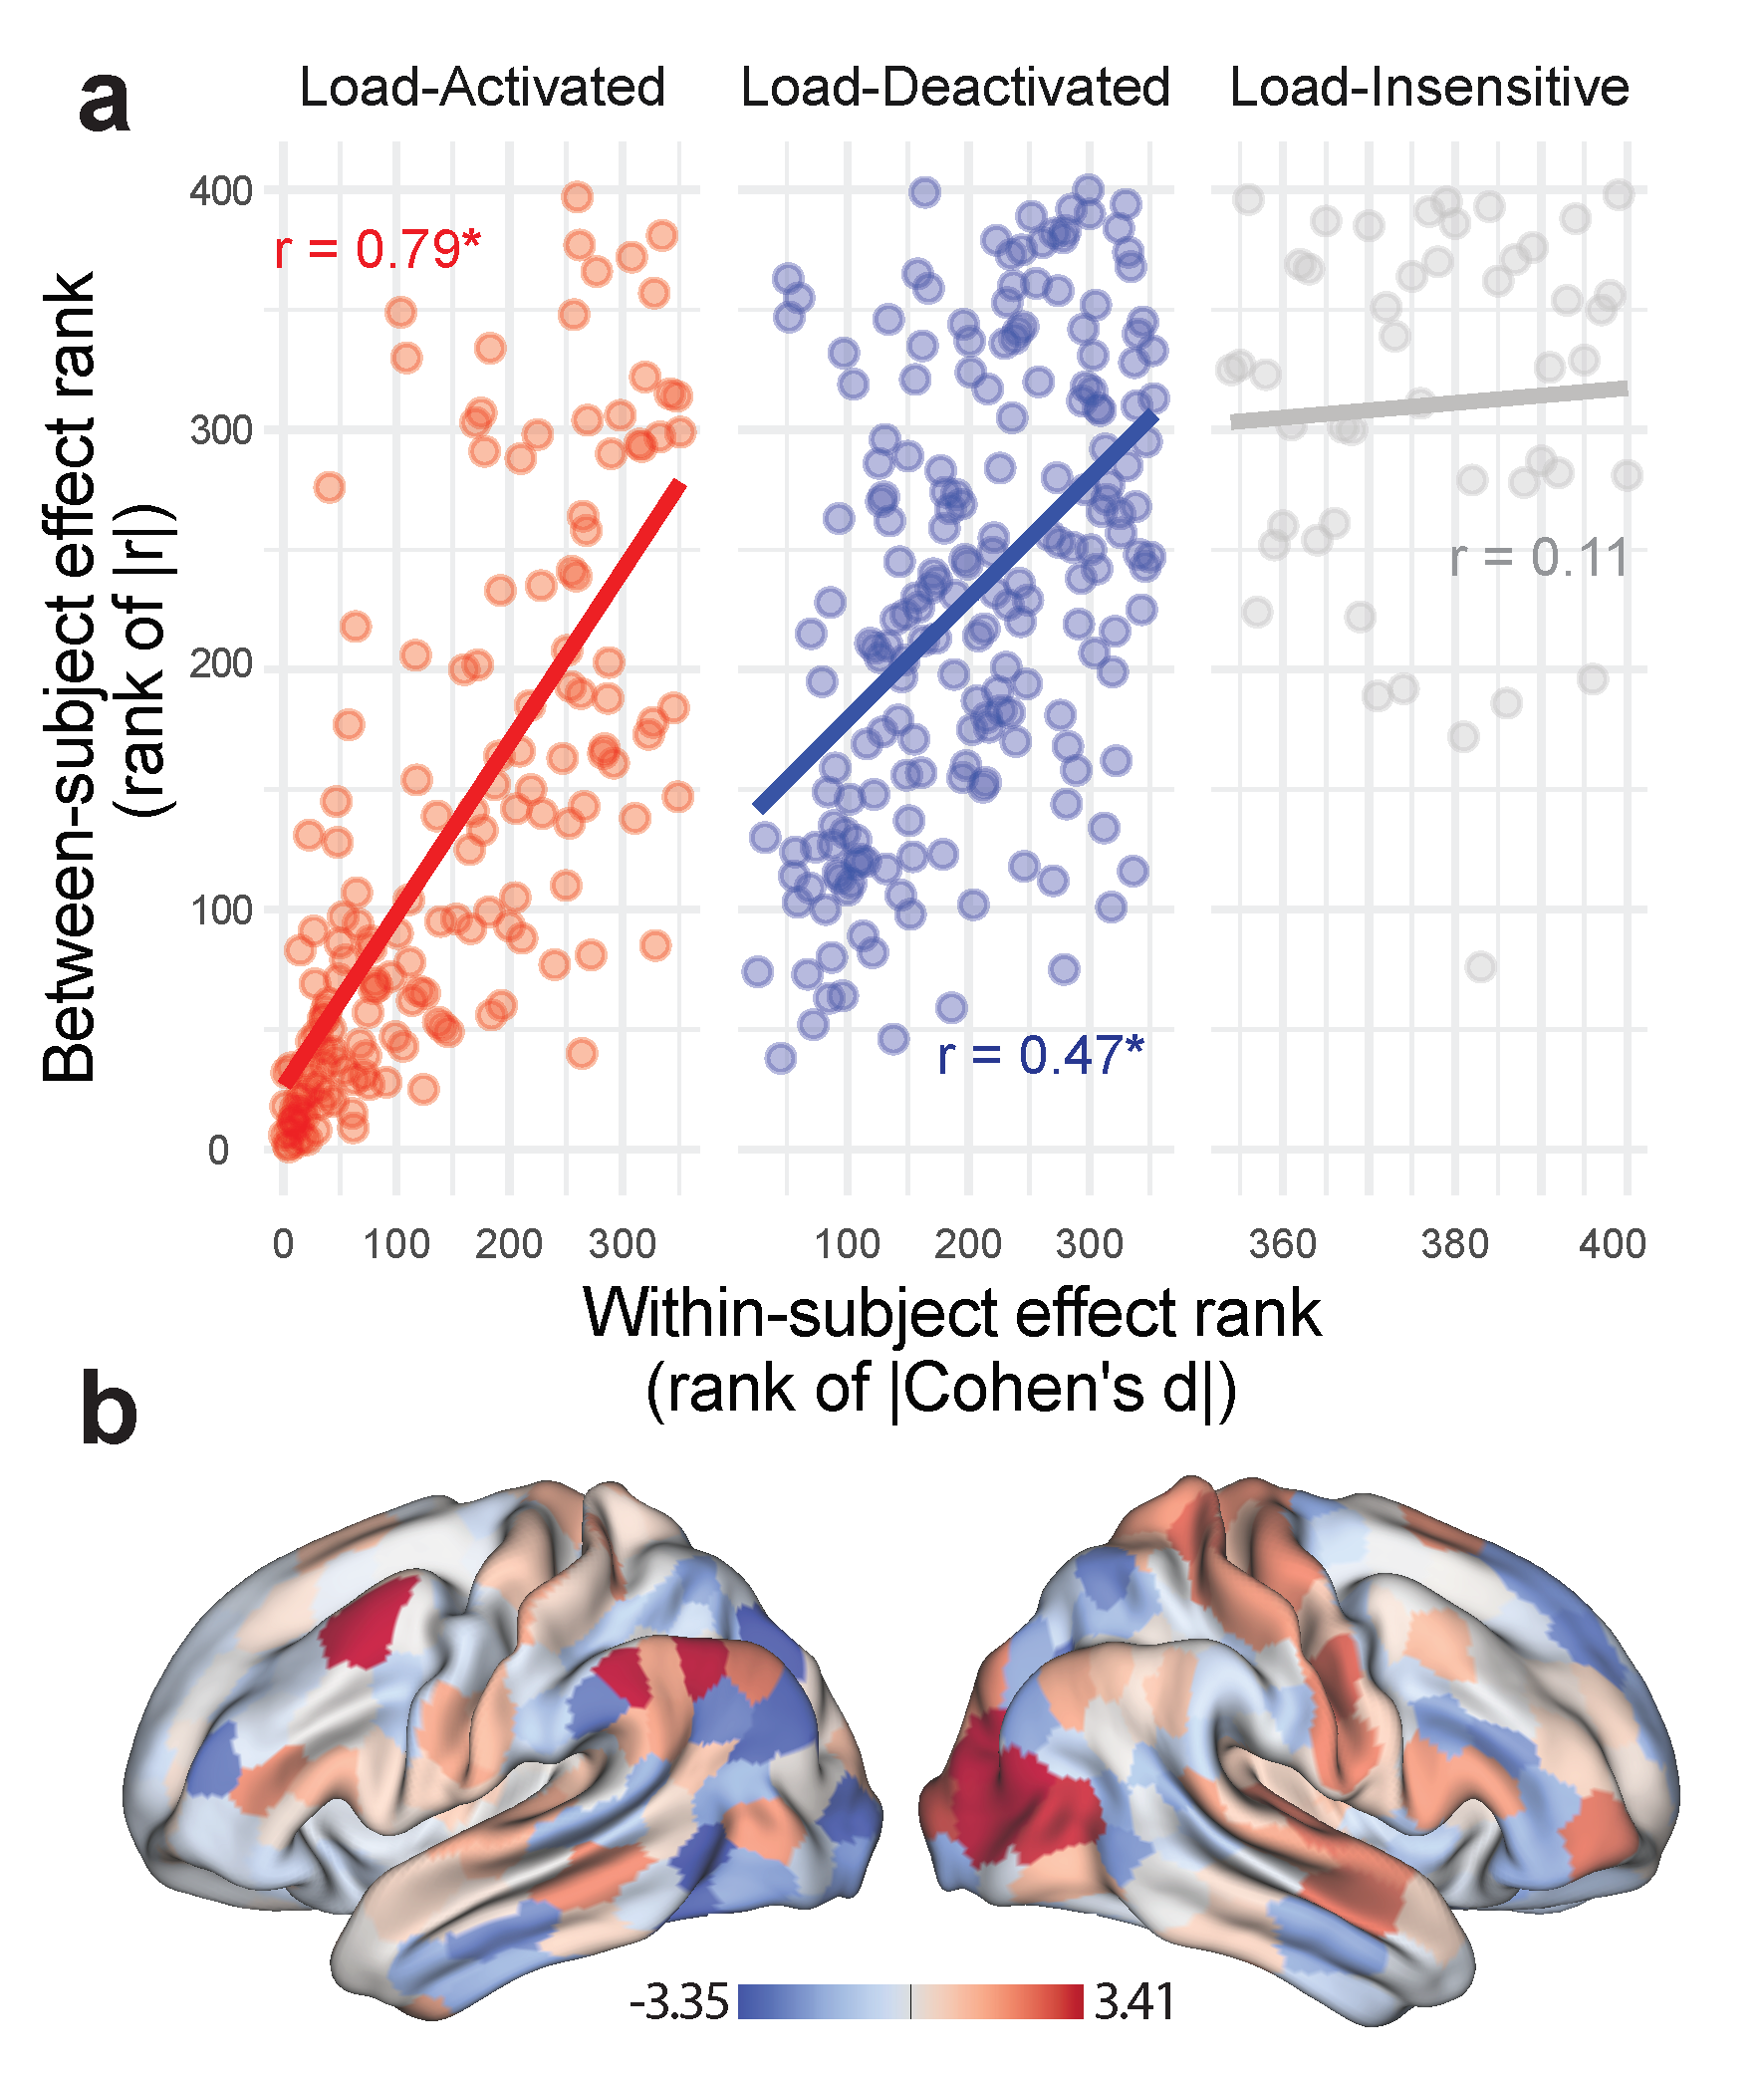 a
Load-Activated
Load-Deactivated
Load-Insensitive
Between-subject effect rank
(rank of |r|)
400
300
200
100
0
r = 0.79*
r = 0.47*
r = 0.11
0 100 200 300
100 200 300
360 380 400
Within-subject effect rank
(rank of |Cohen's d|)
b
-3.35
3.41